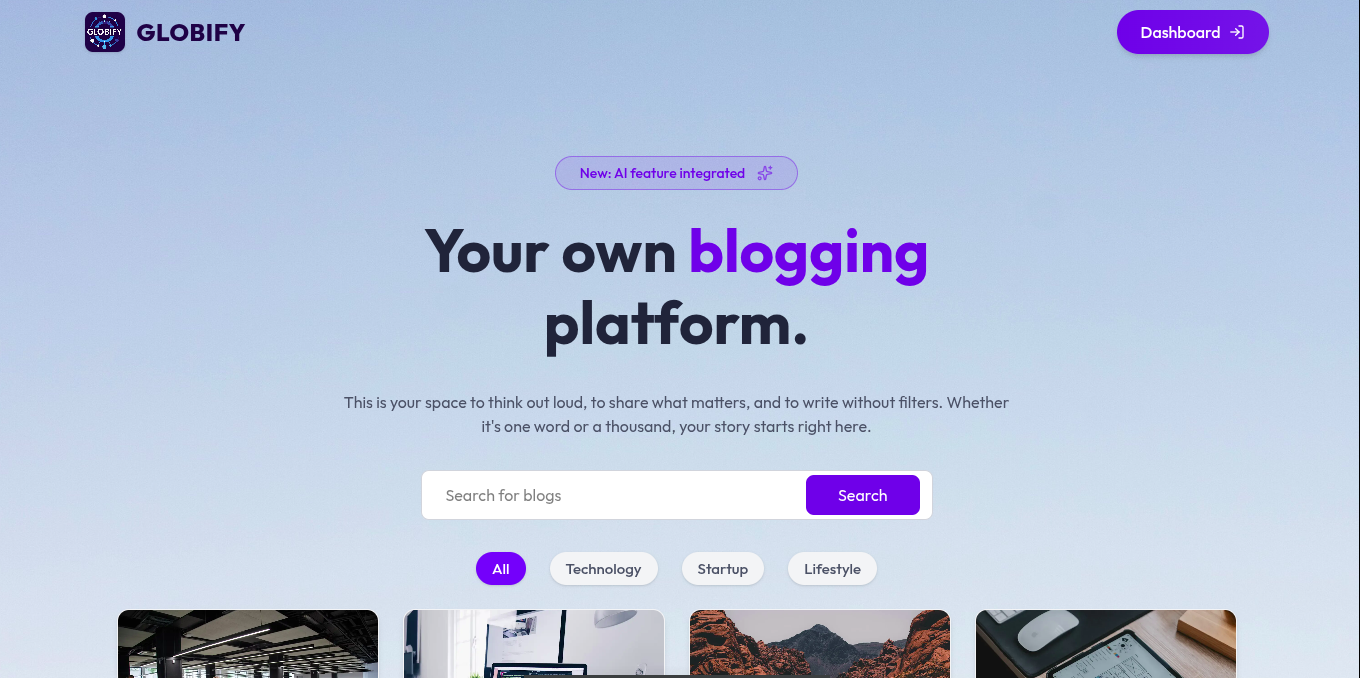 GLOBIFY
GLOBIFY
Dashboard
New: AI feature integrated
Your own blogging
platform.
This is your space to think out loud, to share what matters, and to write without filters. Whether
it's one word or a thousand, your story starts right here.
Search for blogs
Search
All
Technology
Startup
Lifestyle